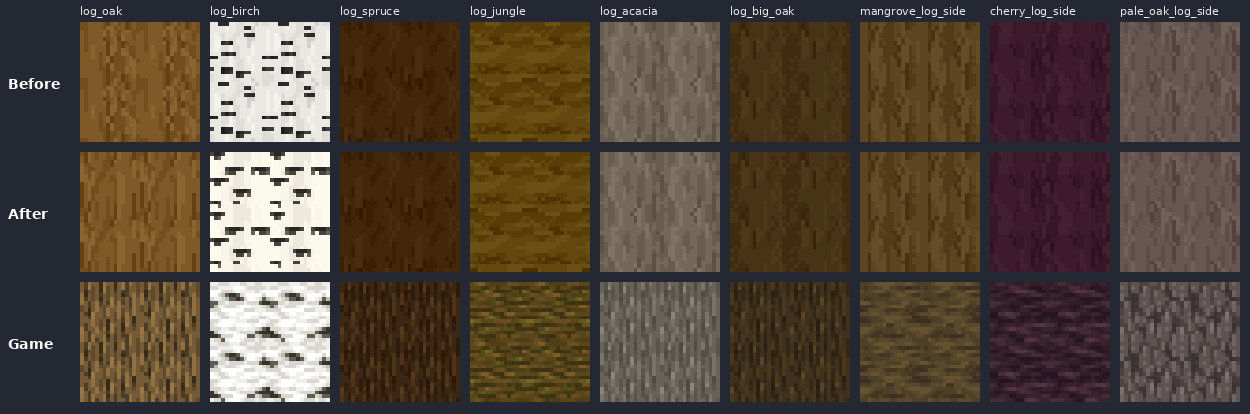 log_oak log_birch log_spruce log_jungle log_acacia log_big_oak mangrove_log_side cherry_log_side pale_oak_log_side
Before
After
Game